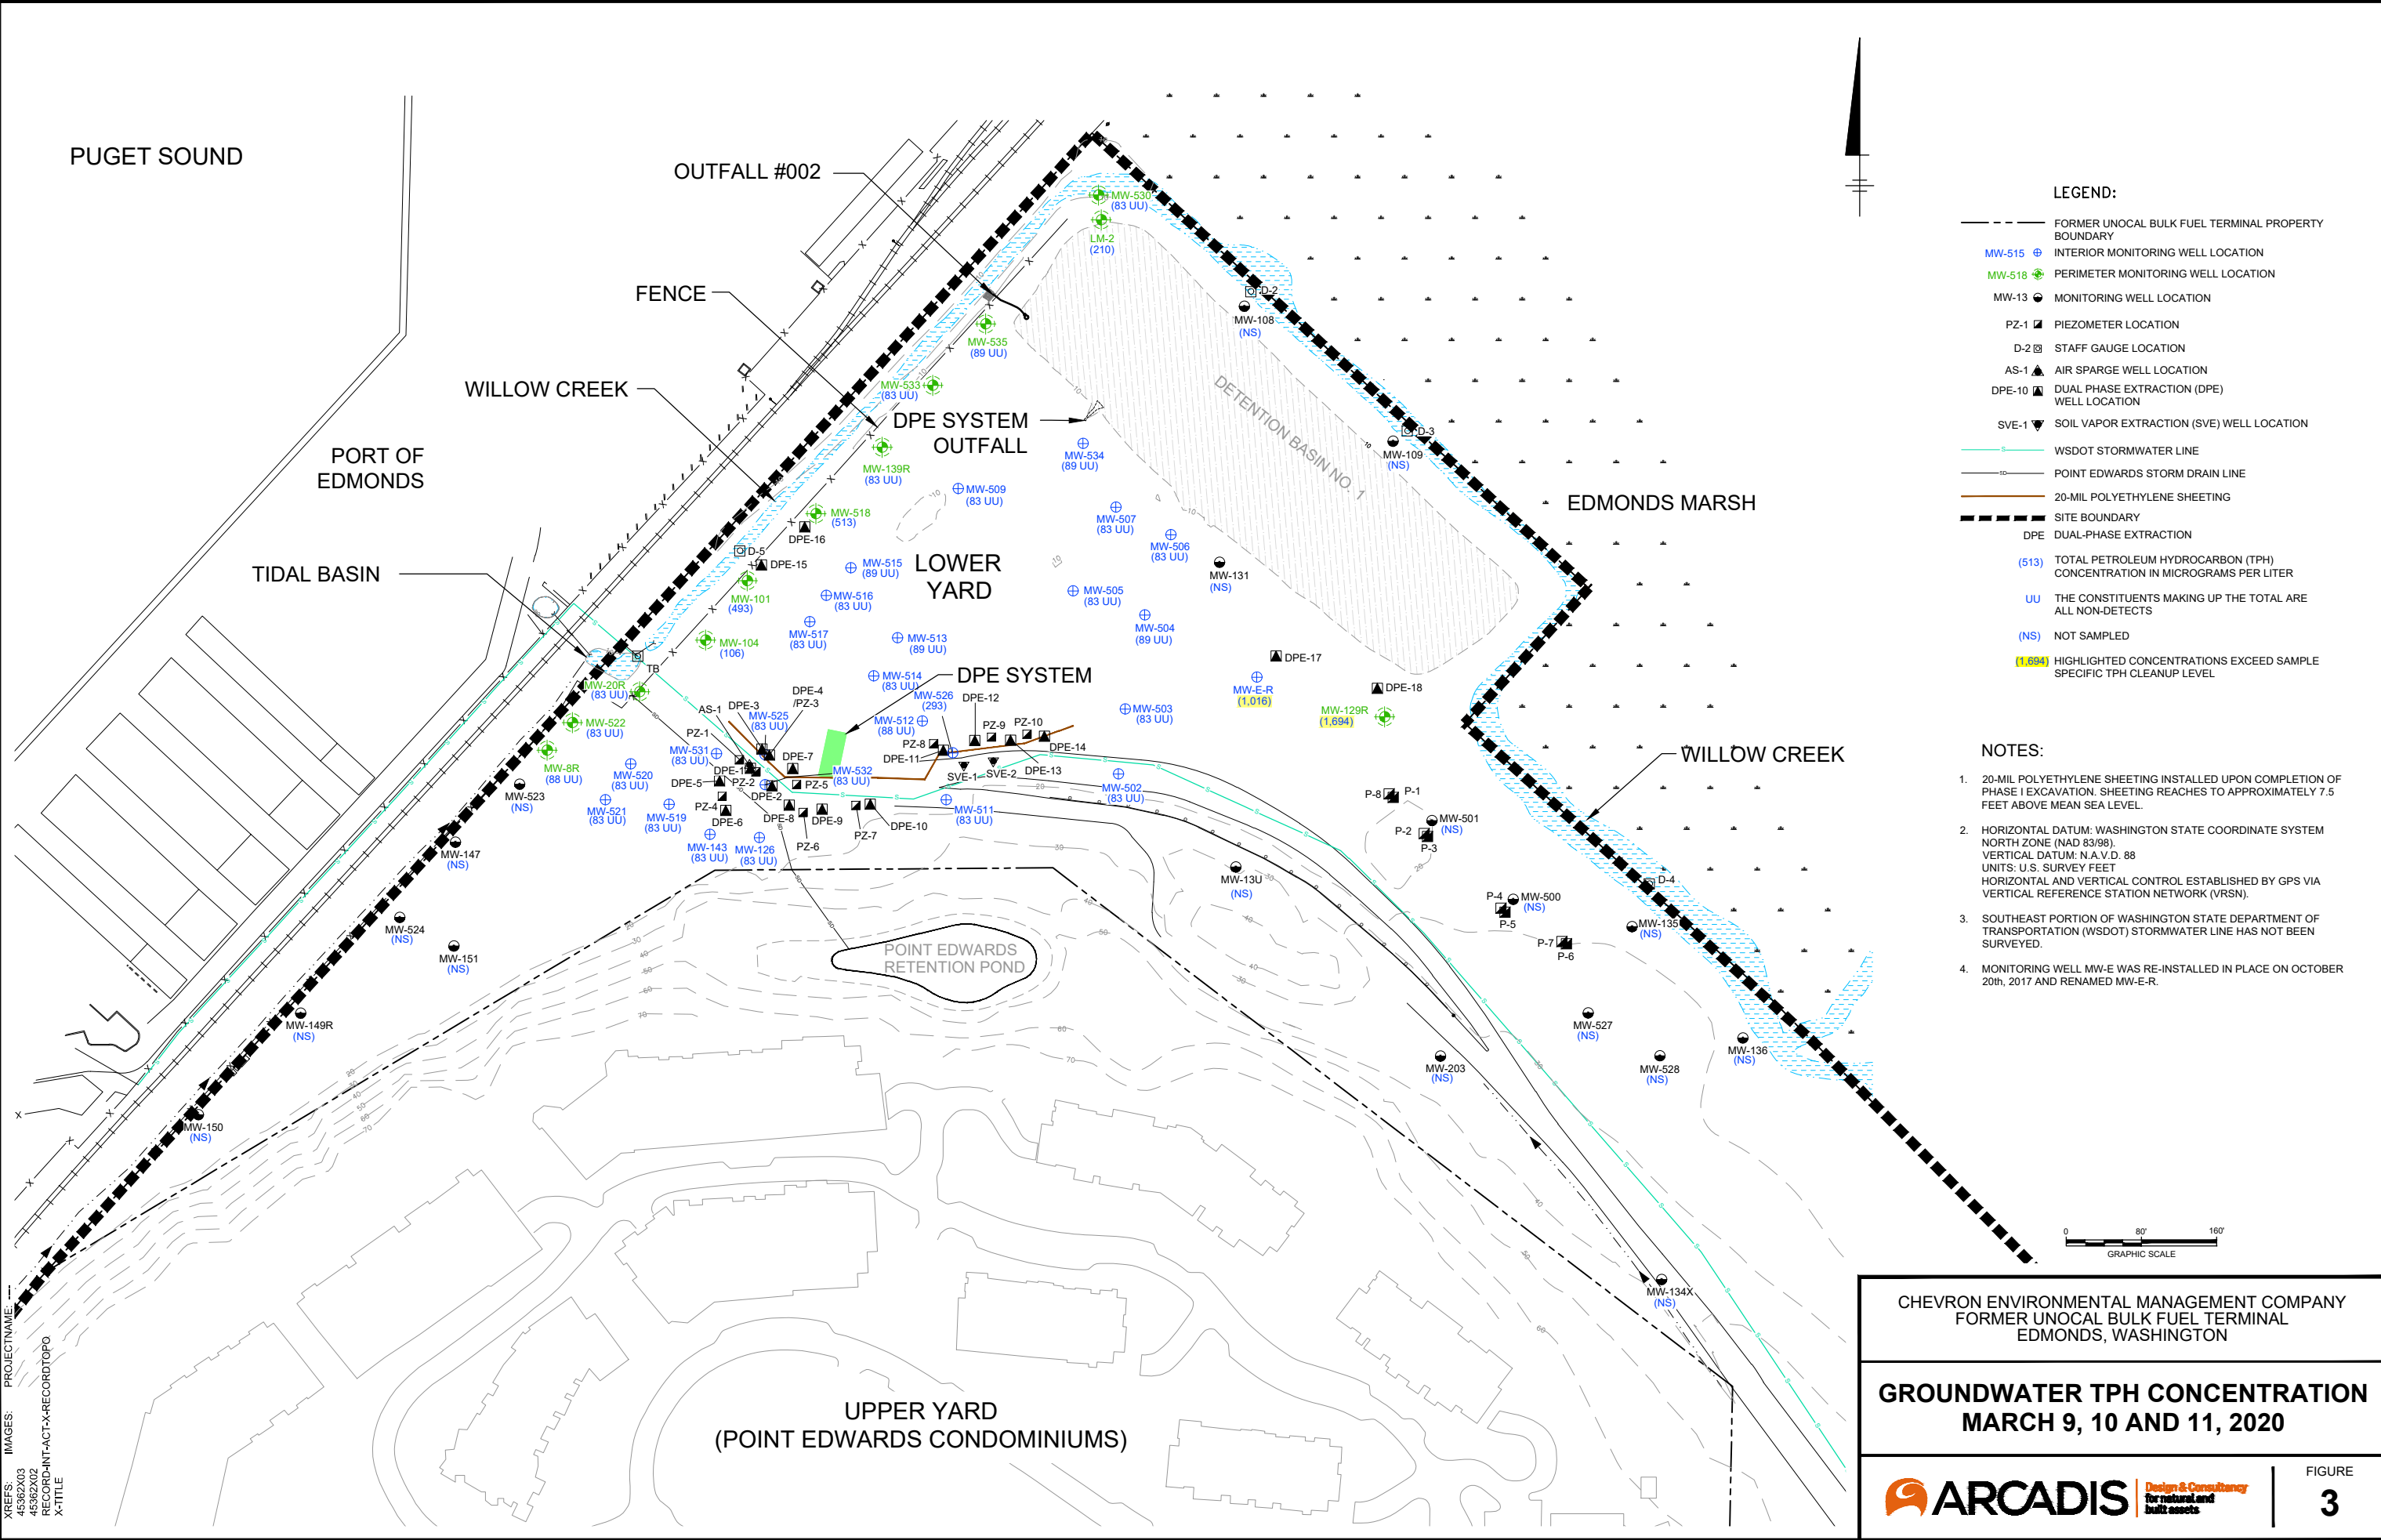 PUGET SOUND
OUTFALL #002
FENCE
WILLOW CREEK
PORT OF
EDMONDS
TIDAL BASIN
DPE SYSTEM
OUTFALL
LOWER
YARD
DPE SYSTEM
DETENTION BASIN NO. 1
EDMONDS MARSH
WILLOW CREEK
MW-530
(83 UU)
LM-2
(210)
D-2
MW-108
(NS)
MW-535
(89 UU)
MW-533
(83 UU)
D-3
MW-109
(NS)
MW-534
(89 UU)
MW-139R
(83 UU)
MW-509
(83 UU)
MW-518
(513)
DPE-16
MW-507
(83 UU)
MW-506
(83 UU)
D-5
DPE-15
MW-515
(89 UU)
MW-131
(NS)
MW-101
(493)
MW-516
(83 UU)
MW-505
(83 UU)
MW-504
(89 UU)
MW-517
(83 UU)
MW-513
(89 UU)
MW-104
(106)
TB
DPE-17
MW-20R
(83 UU)
MW-514
(83 UU)
MW-E-R
(1,016)
DPE-18
DPE-4
/PZ-3
MW-526
(293)
DPE-12
AS-1
DPE-3
MW-525
(83 UU)
MW-503
(83 UU)
MW-129R
(1,694)
MW-522
(83 UU)
MW-512
(88 UU)
PZ-9
PZ-10
PZ-1
PZ-8
DPE-14
MW-531
(83 UU)
DPE-7
DPE-11
MW-8R
(88 UU)
MW-520
(83 UU)
DPE-1
MW-532
(83 UU)
SVE-1
SVE-2
DPE-13
DPE-5
PZ-2
PZ-5
MW-502
(83 UU)
MW-523
(NS)
MW-521
(83 UU)
MW-519
(83 UU)
PZ-4
DPE-2
DPE-6
DPE-8
DPE-9
DPE-10
MW-511
(83 UU)
P-8
P-1
PZ-7
PZ-6
MW-501
(NS)
P-2
P-3
MW-143
(83 UU)
MW-126
(83 UU)
MW-147
(NS)
MW-13U
(NS)
D-4
MW-524
(NS)
P-4
MW-500
(NS)
P-5
MW-135
(NS)
MW-151
(NS)
P-7
P-6
POINT EDWARDS
RETENTION POND
MW-149R
(NS)
MW-527
(NS)
MW-136
(NS)
MW-203
(NS)
MW-528
(NS)
MW-150
(NS)
MW-134X
(NS)
UPPER YARD
(POINT EDWARDS CONDOMINIUMS)
LEGEND:
FORMER UNOCAL BULK FUEL TERMINAL PROPERTY
BOUNDARY
MW-515 INTERIOR MONITORING WELL LOCATION
MW-518 PERIMETER MONITORING WELL LOCATION
MW-13 MONITORING WELL LOCATION
PZ-1 PIEZOMETER LOCATION
D-2 STAFF GAUGE LOCATION
AS-1 AIR SPARGE WELL LOCATION
DPE-10 DUAL PHASE EXTRACTION (DPE)
WELL LOCATION
SVE-1 SOIL VAPOR EXTRACTION (SVE) WELL LOCATION
S WSDOT STORMWATER LINE
SD POINT EDWARDS STORM DRAIN LINE
20-MIL POLYETHYLENE SHEETING
SITE BOUNDARY
DPE DUAL-PHASE EXTRACTION
(513) TOTAL PETROLEUM HYDROCARBON (TPH)
CONCENTRATION IN MICROGRAMS PER LITER
UU THE CONSTITUENTS MAKING UP THE TOTAL ARE
ALL NON-DETECTS
(NS) NOT SAMPLED
(1,694) HIGHLIGHTED CONCENTRATIONS EXCEED SAMPLE
SPECIFIC TPH CLEANUP LEVEL
NOTES:
1. 20-MIL POLYETHYLENE SHEETING INSTALLED UPON COMPLETION OF
PHASE I EXCAVATION. SHEETING REACHES TO APPROXIMATELY 7.5
FEET ABOVE MEAN SEA LEVEL.
2. HORIZONTAL DATUM: WASHINGTON STATE COORDINATE SYSTEM
NORTH ZONE (NAD 83/98).
VERTICAL DATUM: N.A.V.D. 88
UNITS: U.S. SURVEY FEET
HORIZONTAL AND VERTICAL CONTROL ESTABLISHED BY GPS VIA
VERTICAL REFERENCE STATION NETWORK (VRSN).
3. SOUTHEAST PORTION OF WASHINGTON STATE DEPARTMENT OF
TRANSPORTATION (WSDOT) STORMWATER LINE HAS NOT BEEN
SURVEYED.
4. MONITORING WELL MW-E WAS RE-INSTALLED IN PLACE ON OCTOBER
20th, 2017 AND RENAMED MW-E-R.
0 80' 160'
GRAPHIC SCALE
CHEVRON ENVIRONMENTAL MANAGEMENT COMPANY
FORMER UNOCAL BULK FUEL TERMINAL
EDMONDS, WASHINGTON
GROUNDWATER TPH CONCENTRATION
MARCH 9, 10 AND 11, 2020
ARCADIS
Design & Consultancy
for natural and
built assets
FIGURE
3
XREFS: IMAGES: PROJECTNAME: ----
45362X03
45362X02
RECORD-INT-ACT-X-RECORDTOPO
X-TITLE